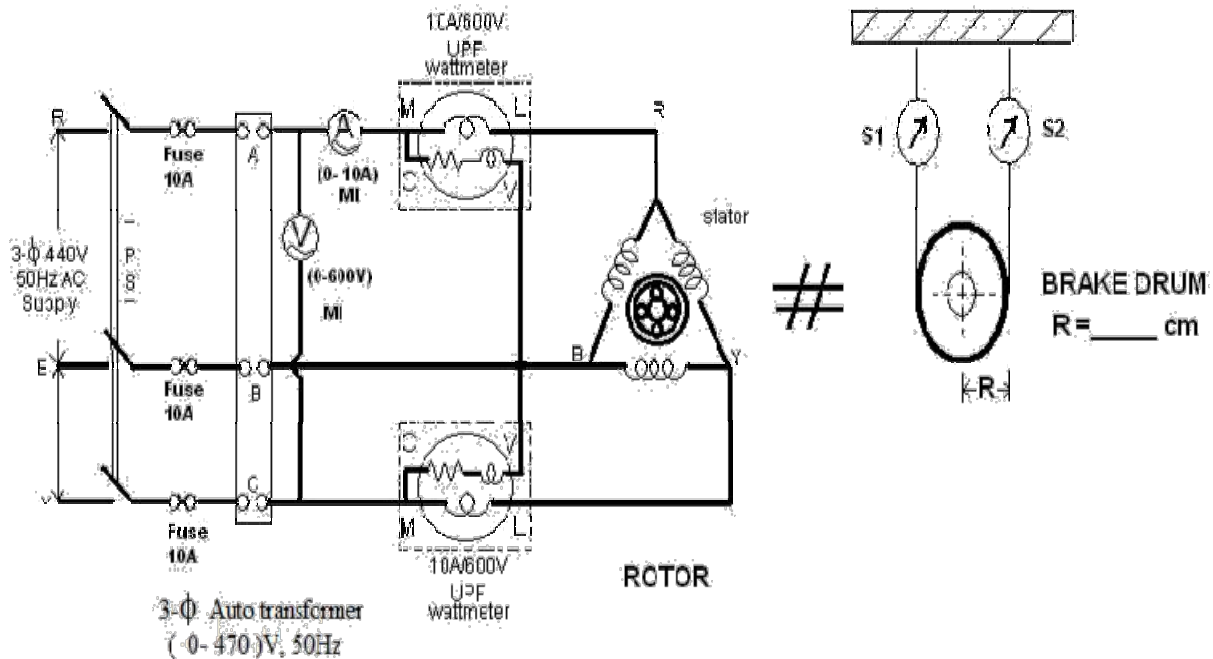 10A/600V
UPF
wattmeter
M
L
R
R
S1
S2
Fuse
10A
A
A
(0- 10A)
MI
C
V
stator
3-ϕ 440V
50Hz AC
Supply
V
(0-600V)
MI
BRAKE DRUM
R = ______ cm
B
Y
E
Fuse
10A
B
R
C
V
C
M
L
Fuse
10A
10A/600V
UPF
wattmeter
ROTOR
3-ϕ Auto transformer
( 0- 470 )V, 50Hz